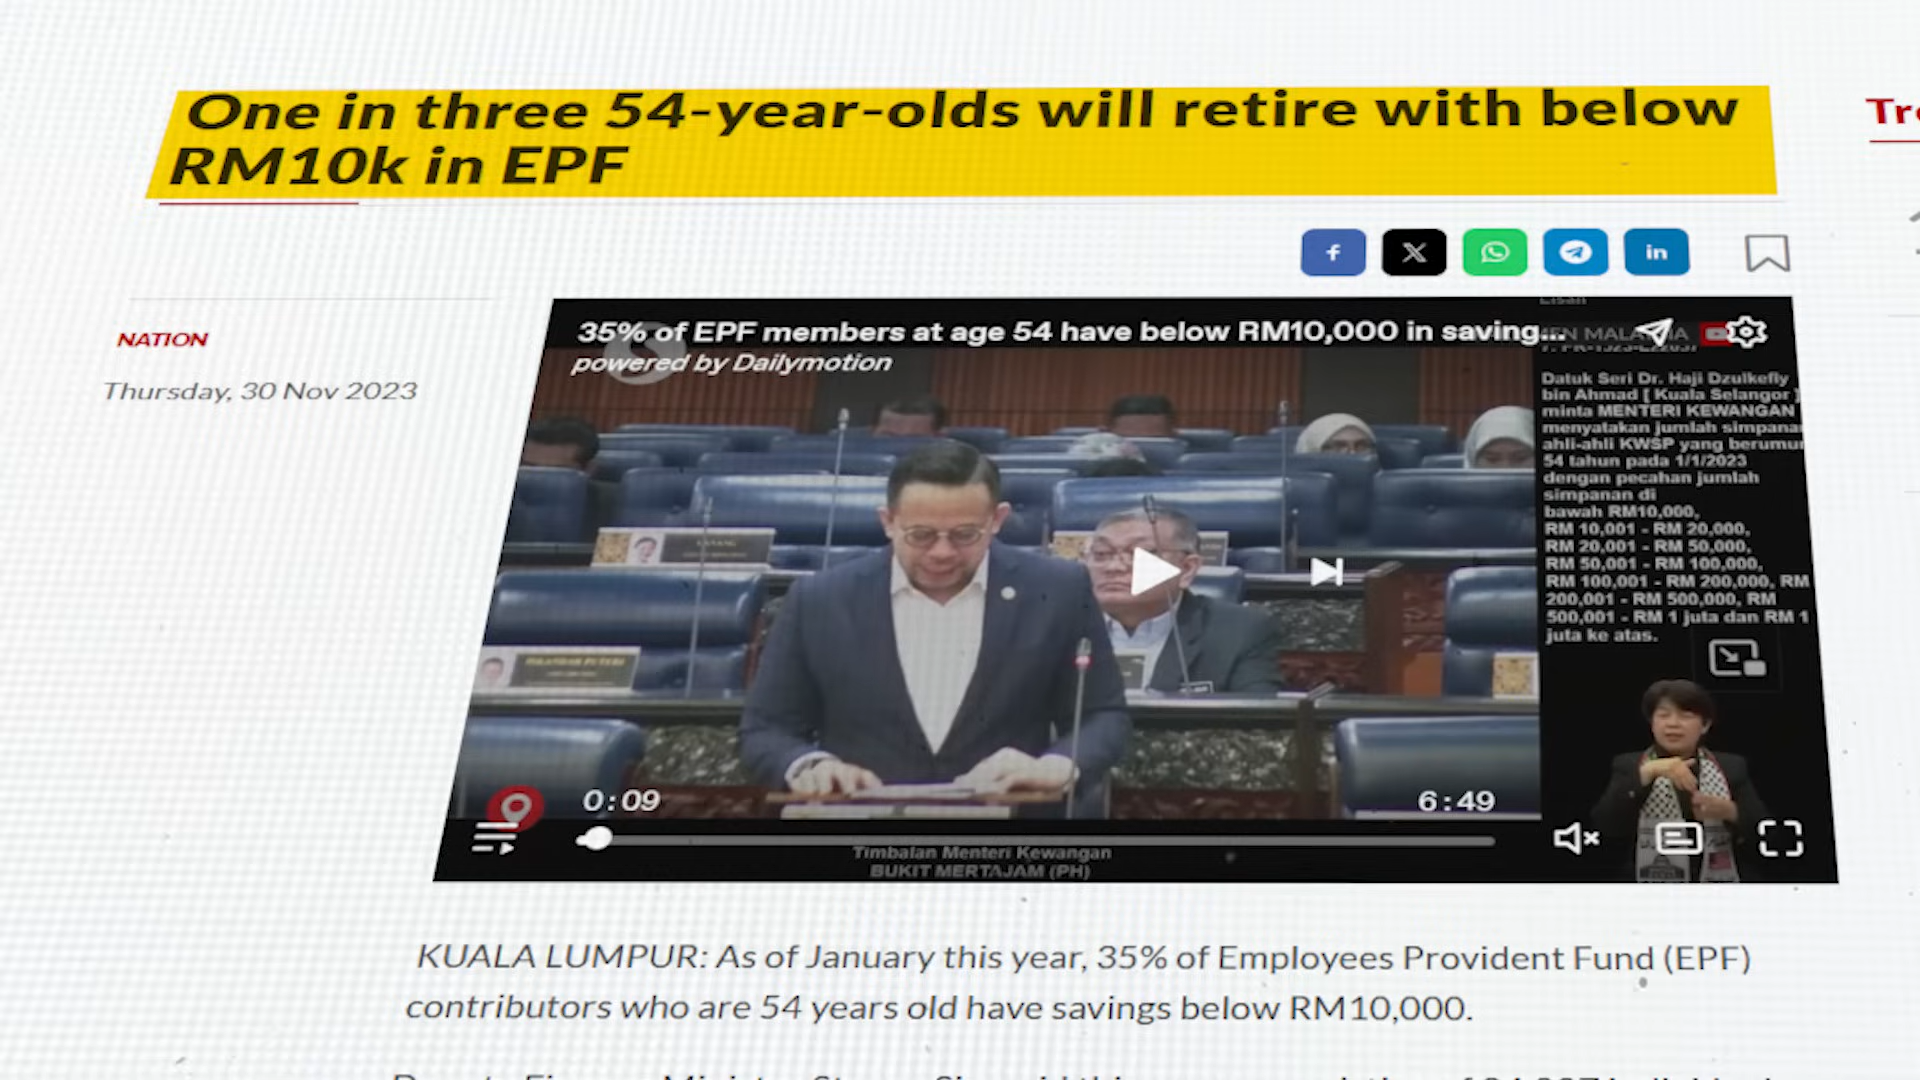 One in three 54-year-olds will retire with below
RM10k in EPF
Tre
NATION
Thursday, 30 Nov 2023
35% of EPF members at age 54 have below RM10,000 in saving...
powered by Dailymotion
Datuk Seri Dr. Haji Dzulkefly
bin Ahmad [ Kuala Selangor ]
minta MENTERI KEWANGAN
menyatakan jumlah simpanan
ahli-ahli KWSP yang berumur
54 tahun pada 1/1/2023
dengan pecahan jumlah
simpanan di
bawah RM10,000,
RM 10,001 - RM 20,000,
RM 20,001 - RM 50,000,
RM 50,001 - RM 100,000,
RM 100,001 - RM 200,000, RM
200,001 - RM 500,000, RM
500,001 - RM 1 juta dan RM 1
juta ke atas.
0:09
6:49
Timbalan Menteri Kewangan
BUKIT MERTAJAM (PH)
KUALA LUMPUR: As of January this year, 35% of Employees Provident Fund (EPF)
contributors who are 54 years old have savings below RM10,000.